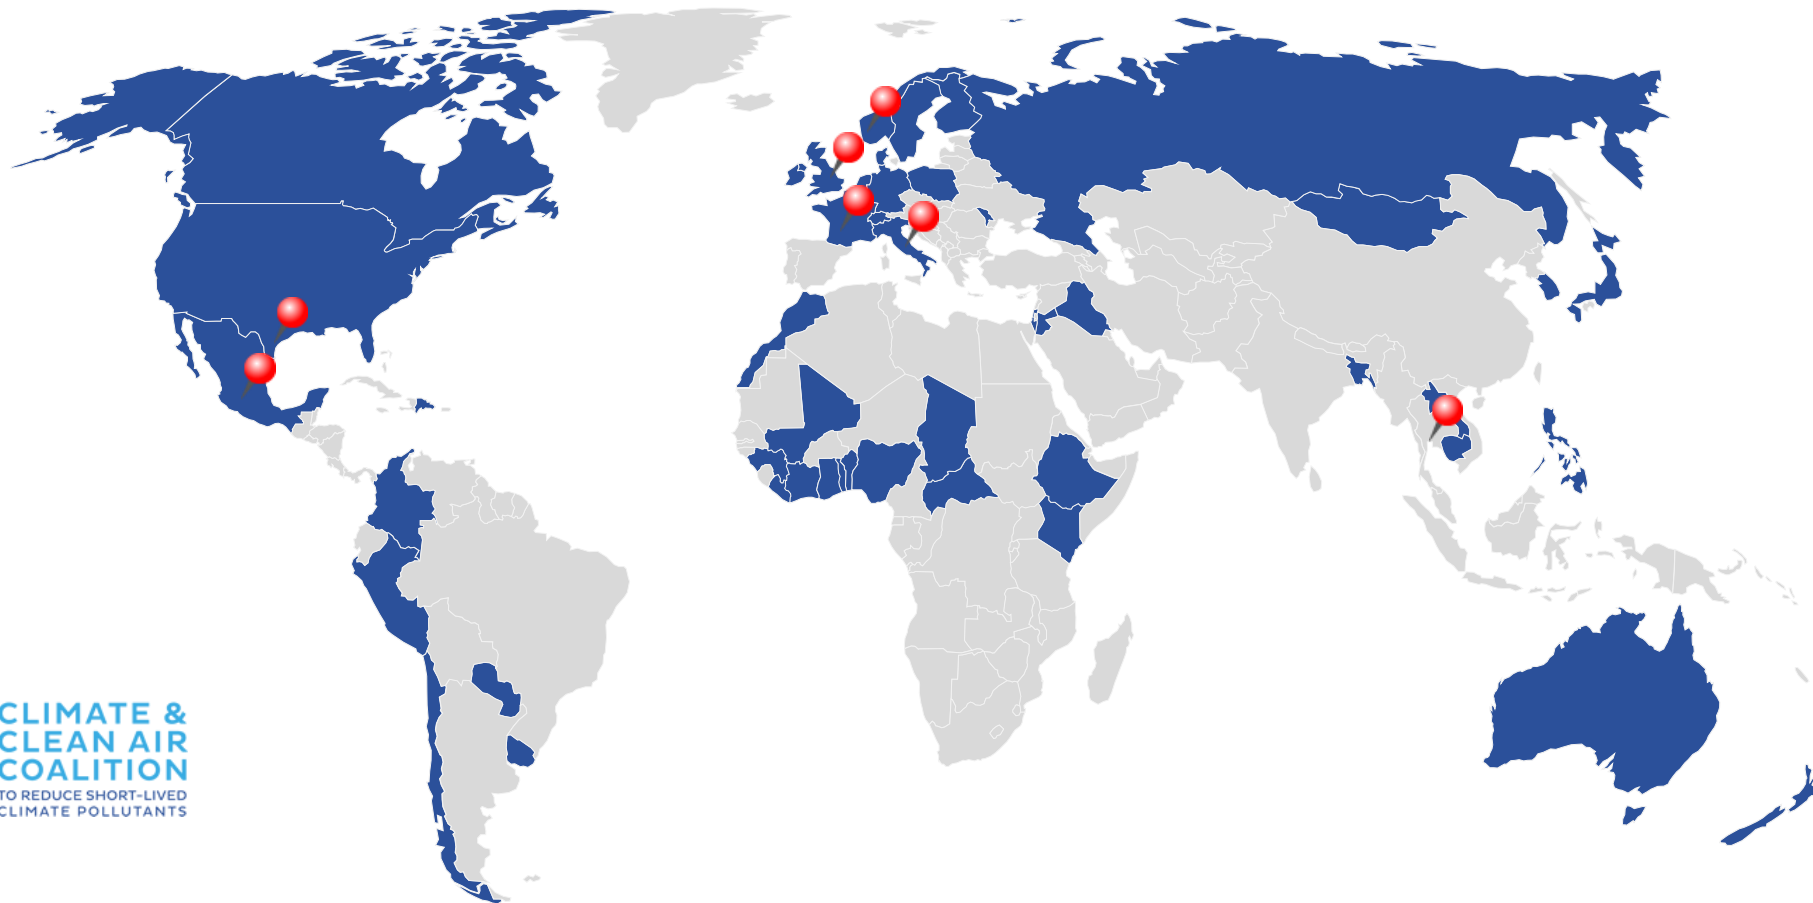 CLIMATE &
CLEAN AIR
COALITION
TO REDUCE SHORT-LIVED
CLIMATE POLLUTANTS